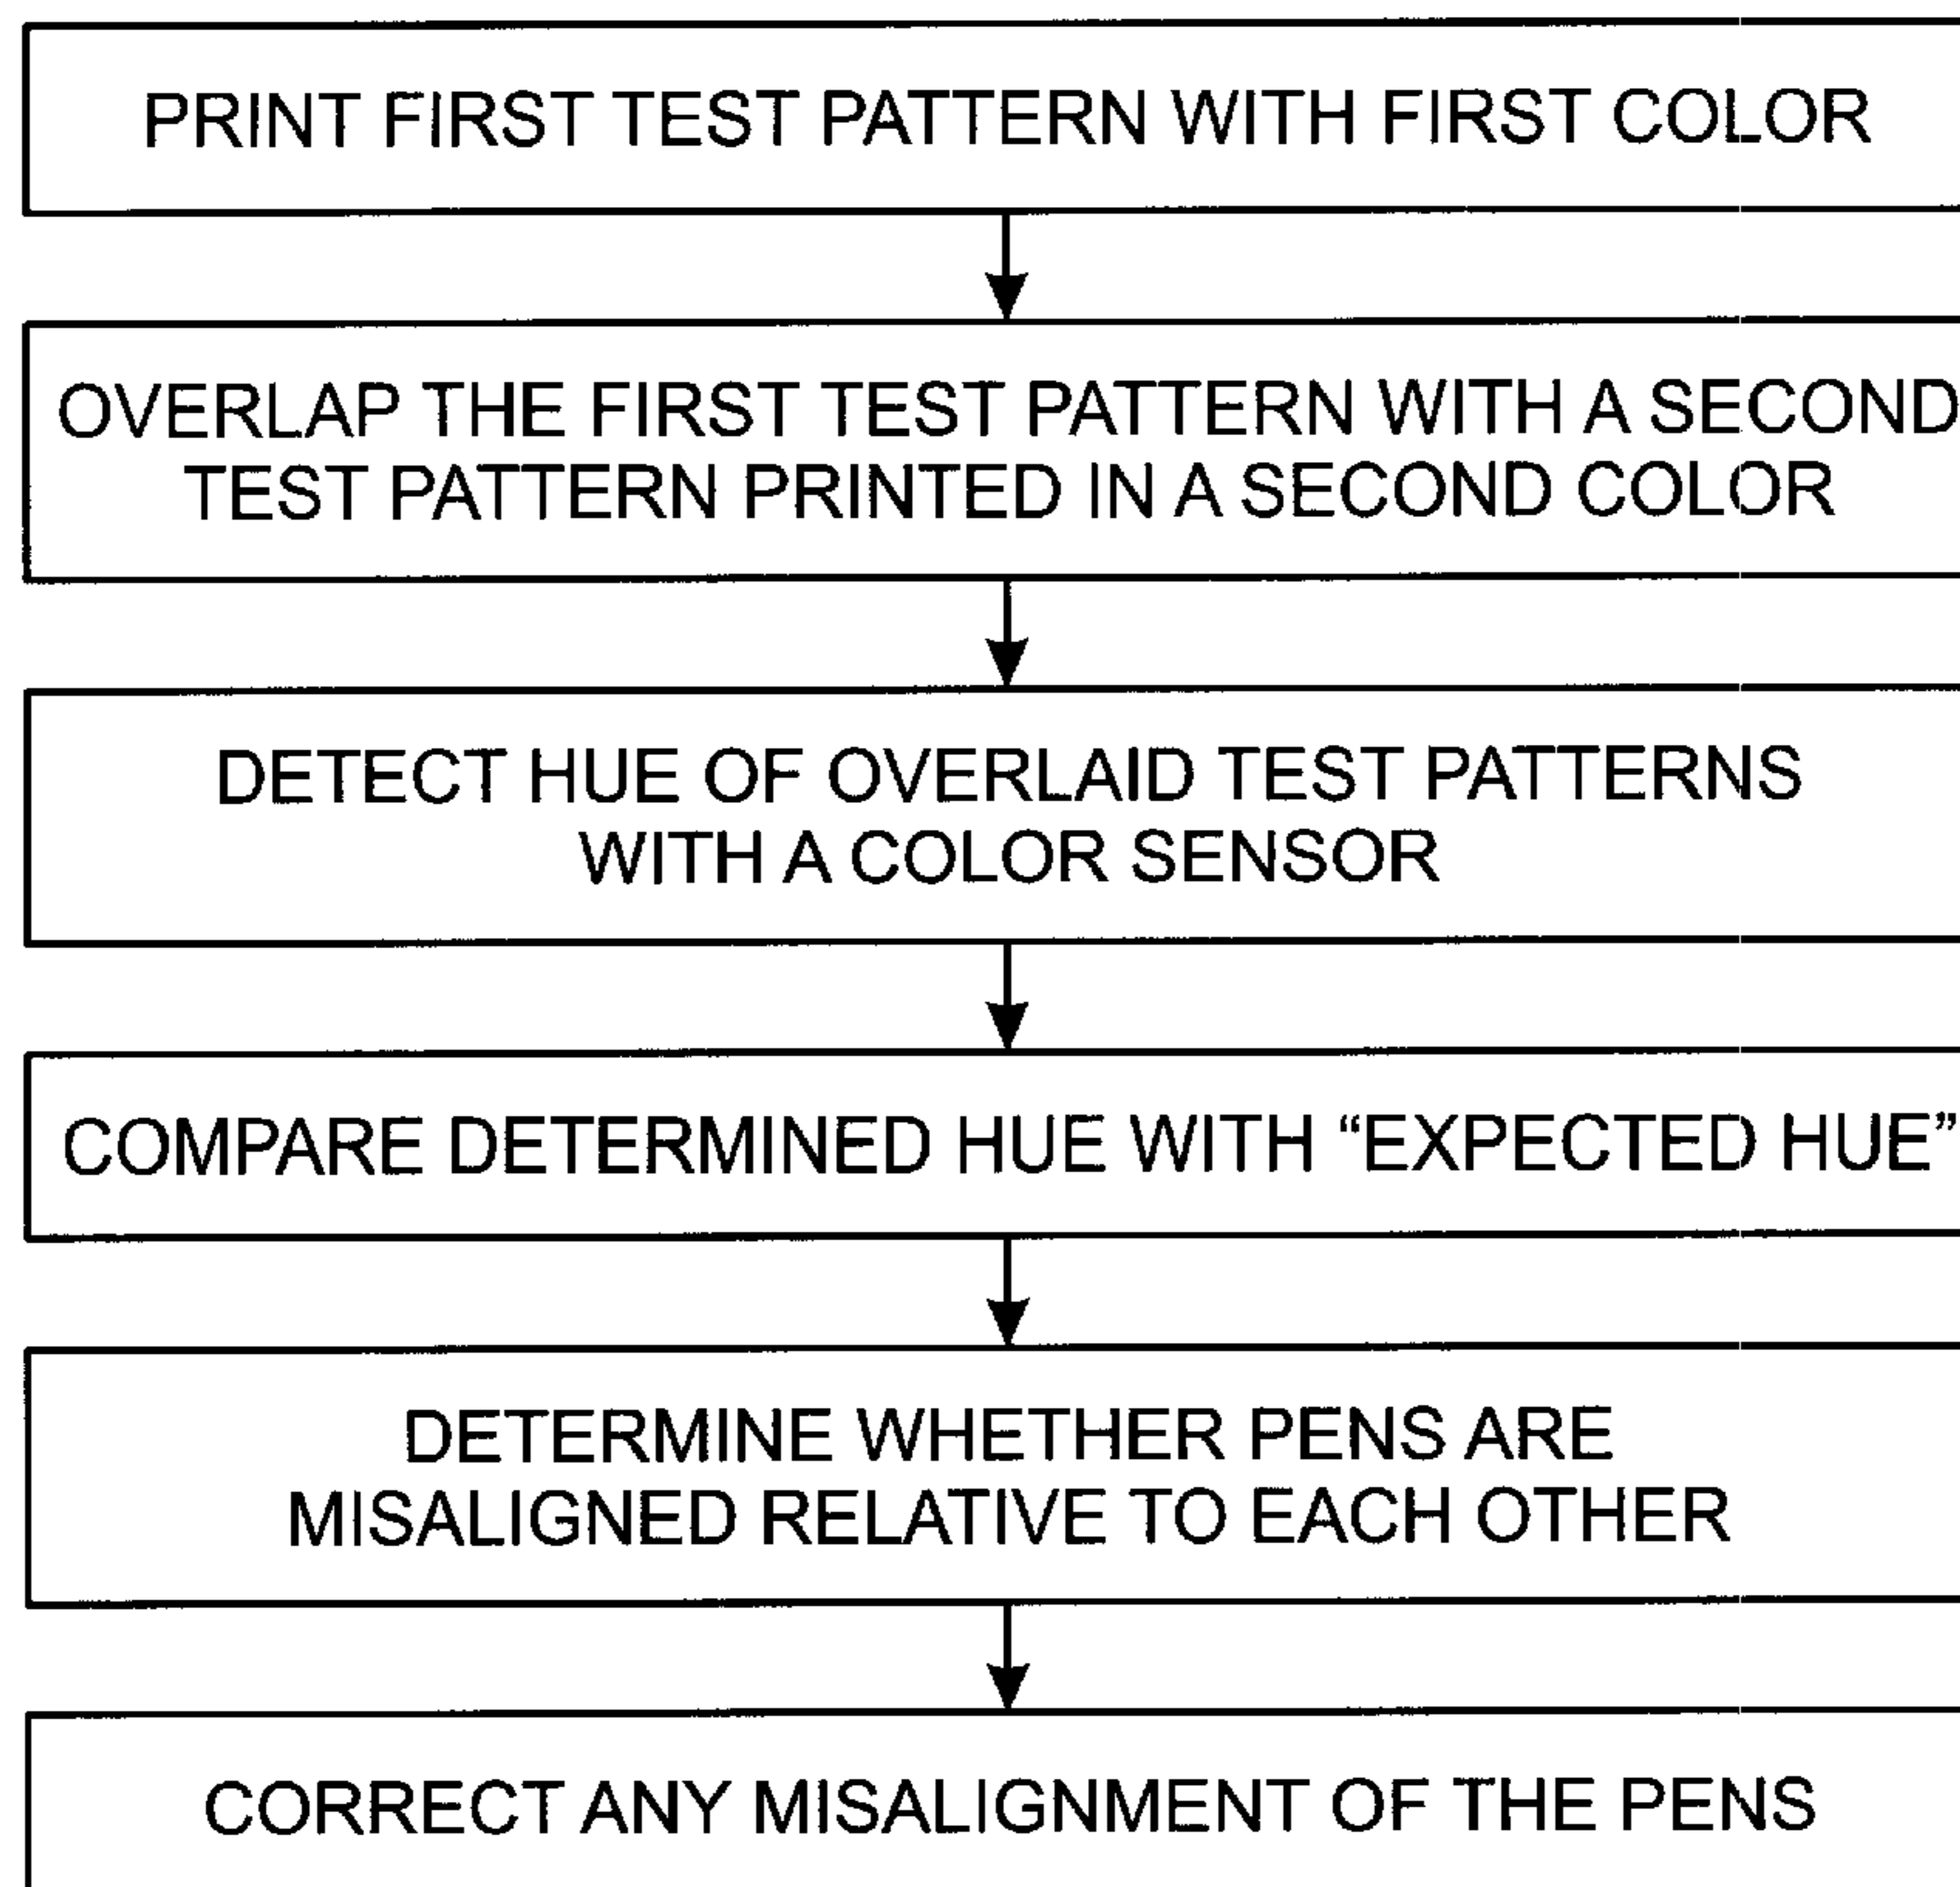 PRINT FIRST TEST PATTERN WITH FIRST COLOR
OVERLAP THE FIRST TEST PATTERN WITH A SECOND
TEST PATTERN PRINTED IN A SECOND COLOR
DETECT HUE OF OVERLAID TEST PATTERNS
WITH A COLOR SENSOR
COMPARE DETERMINED HUE WITH “EXPECTED HUE”
DETERMINE WHETHER PENS ARE
MISALIGNED RELATIVE TO EACH OTHER
CORRECT ANY MISALIGNMENT OF THE PENS